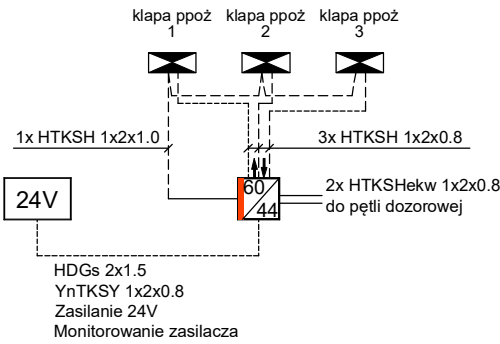 klapa ppoż klapa ppoż klapa ppoż
1 2 3
1x HTKSH 1x2x1.0 3x HTKSH 1x2x0.8
60
44
2x HTKSHekw 1x2x0.8
do pętli dozorowej
24V
HDGs 2x1.5
YnTKSY 1x2x0.8
Zasilanie 24V
Monitorowanie zasilacza